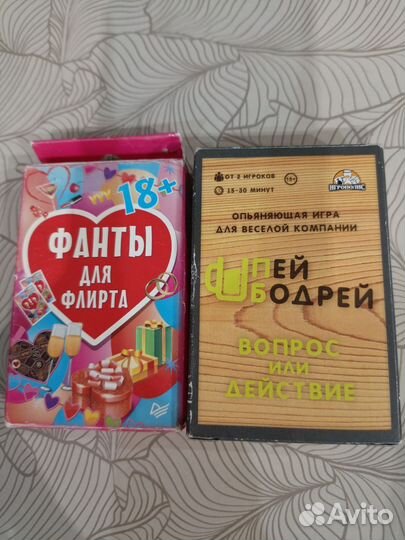 18+
ФАНТЫ
ДЛЯ
ФЛИРТА
ОТ 2 ИГРОКОВ
18+
15-30 МИНУТ
ИГРОПОЛИС
ОПЬЯНЯЮЩАЯ ИГРА
ДЛЯ ВЕСЕЛОЙ КОМПАНИИ
ПЕЙ
БОДРЕЙ
ВОПРОС
ИЛИ
ДЕЙСТВИЕ
Avito